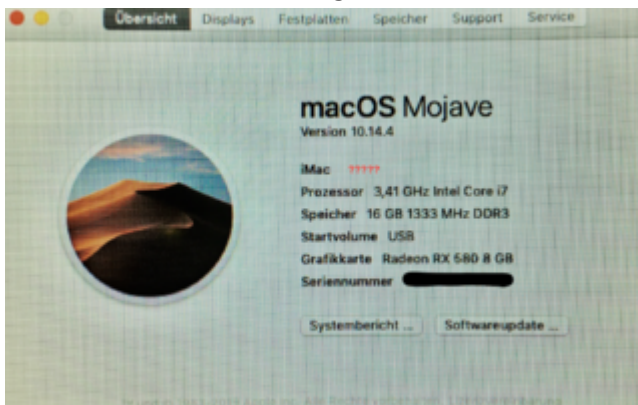 Übersicht Displays Festplatten Speicher Support Service
macOS Mojave
Version 10.14.4
iMac ?????
Prozessor 3,41 GHz Intel Core i7
Speicher 16 GB 1333 MHz DDR3
Startvolume USB
Grafikkarte Radeon RX 580 8 GB
Seriennummer
Systembericht ... Softwareupdate ...